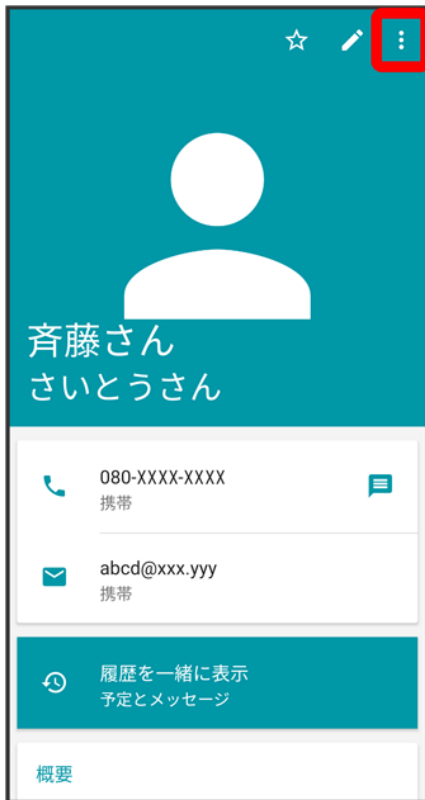 斉藤さん
さいとうさん
080-XXXX-XXXX
携帯
abcd@xxx.yyy
携帯
履歴を一緒に表示
予定とメッセージ
概要